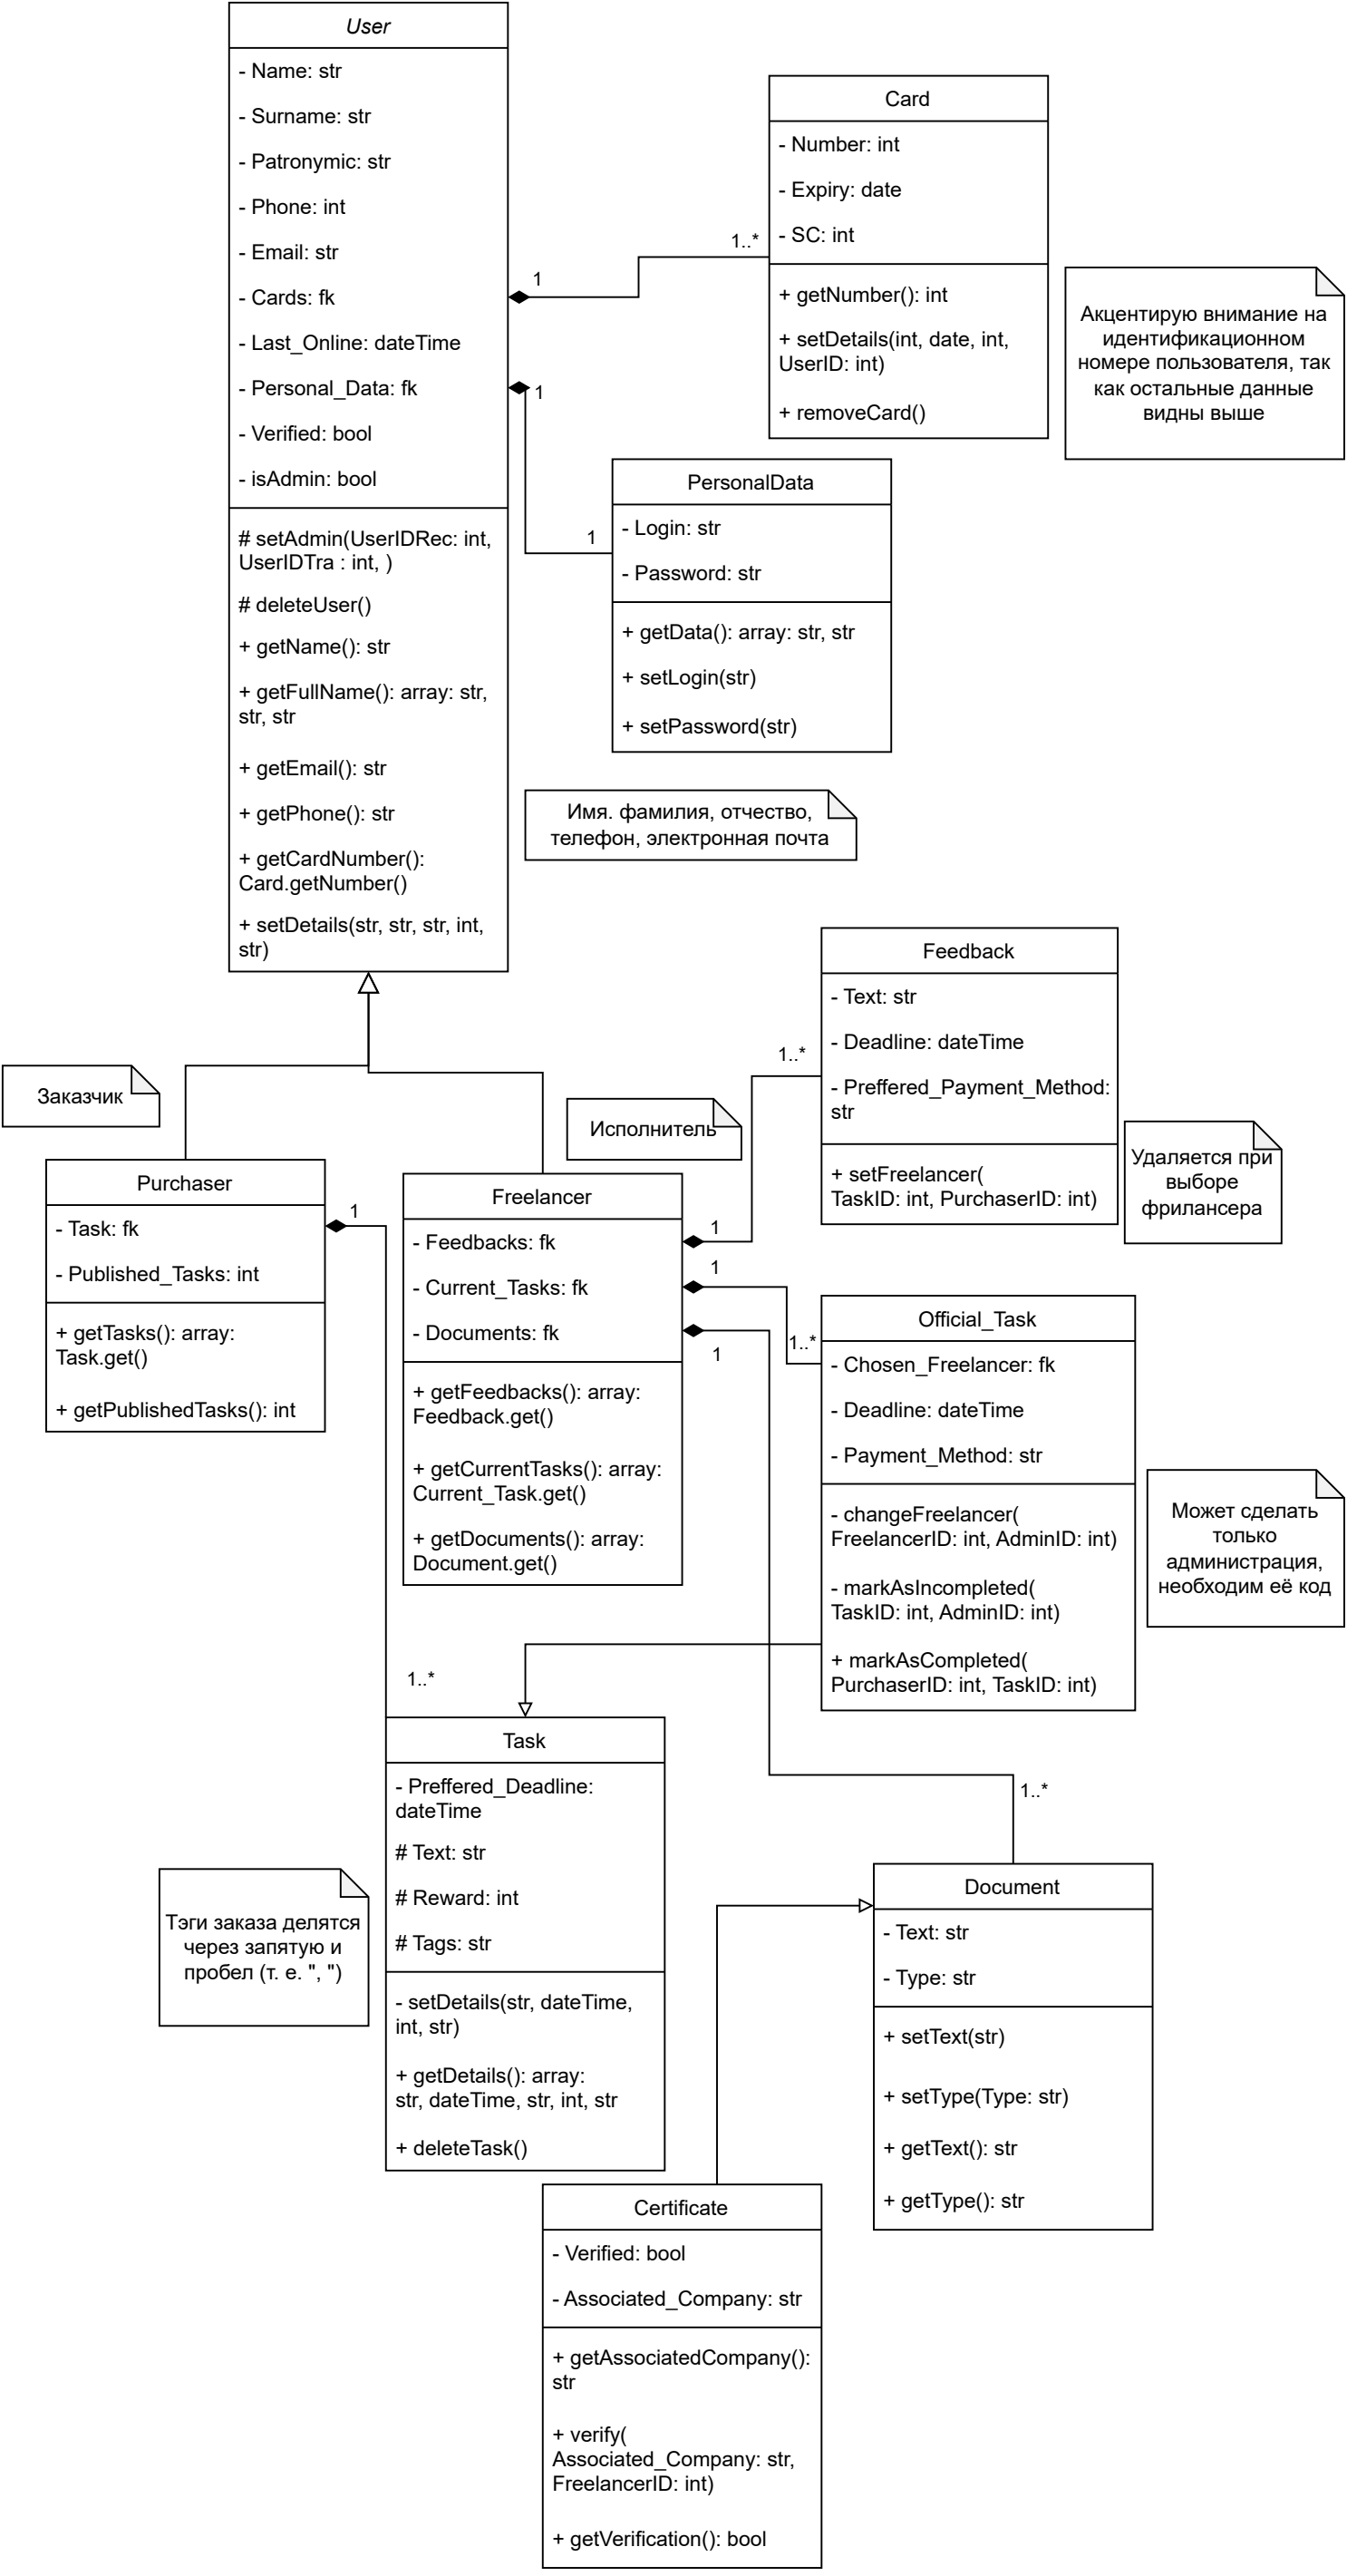 User
- Name: str
- Surname: str
- Patronymic: str
- Phone: int
- Email: str
- Cards: fk
- Last_Online: dateTime
- Personal_Data: fk
- Verified: bool
- isAdmin: bool
# setAdmin(UserIDRec: int,
UserIDTra : int, )
# deleteUser()
+ getName(): str
+ getFullName(): array: str,
str, str
+ getEmail(): str
+ getPhone(): str
+ getCardNumber():
Card.getNumber()
+ setDetails(str, str, str, int,
str)
1
1..*
Card
- Number: int
- Expiry: date
- SC: int
+ getNumber(): int
+ setDetails(int, date, int,
UserID: int)
+ removeCard()
Акцентирую внимание на
идентификационном
номере пользователя, так
как остальные данные
видны выше
1
1
PersonalData
- Login: str
- Password: str
+ getData(): array: str, str
+ setLogin(str)
+ setPassword(str)
Имя. фамилия, отчество,
телефон, электронная почта
Заказчик
Исполнитель
Purchaser
- Task: fk
- Published_Tasks: int
+ getTasks(): array:
Task.get()
+ getPublishedTasks(): int
1
Freelancer
- Feedbacks: fk
- Current_Tasks: fk
- Documents: fk
+ getFeedbacks(): array:
Feedback.get()
+ getCurrentTasks(): array:
Current_Task.get()
+ getDocuments(): array:
Document.get()
1
1..*
1
1..*
1
Feedback
- Text: str
- Deadline: dateTime
- Preffered_Payment_Method:
str
+ setFreelancer(
TaskID: int, PurchaserID: int)
Удаляется при
выборе
фрилансера
Official_Task
- Chosen_Freelancer: fk
- Deadline: dateTime
- Payment_Method: str
- changeFreelancer(
FreelancerID: int, AdminID: int)
- markAsIncompleted(
TaskID: int, AdminID: int)
+ markAsCompleted(
PurchaserID: int, TaskID: int)
Может сделать
только
администрация,
необходим её код
1..*
Task
- Preffered_Deadline:
dateTime
# Text: str
# Reward: int
# Tags: str
- setDetails(str, dateTime,
int, str)
+ getDetails(): array:
str, dateTime, str, int, str
+ deleteTask()
Тэги заказа делятся
через запятую и
пробел (т. е. ", ")
1..*
Document
- Text: str
- Type: str
+ setText(str)
+ setType(Type: str)
+ getText(): str
+ getType(): str
Certificate
- Verified: bool
- Associated_Company: str
+ getAssociatedCompany():
str
+ verify(
Associated_Company: str,
FreelancerID: int)
+ getVerification(): bool